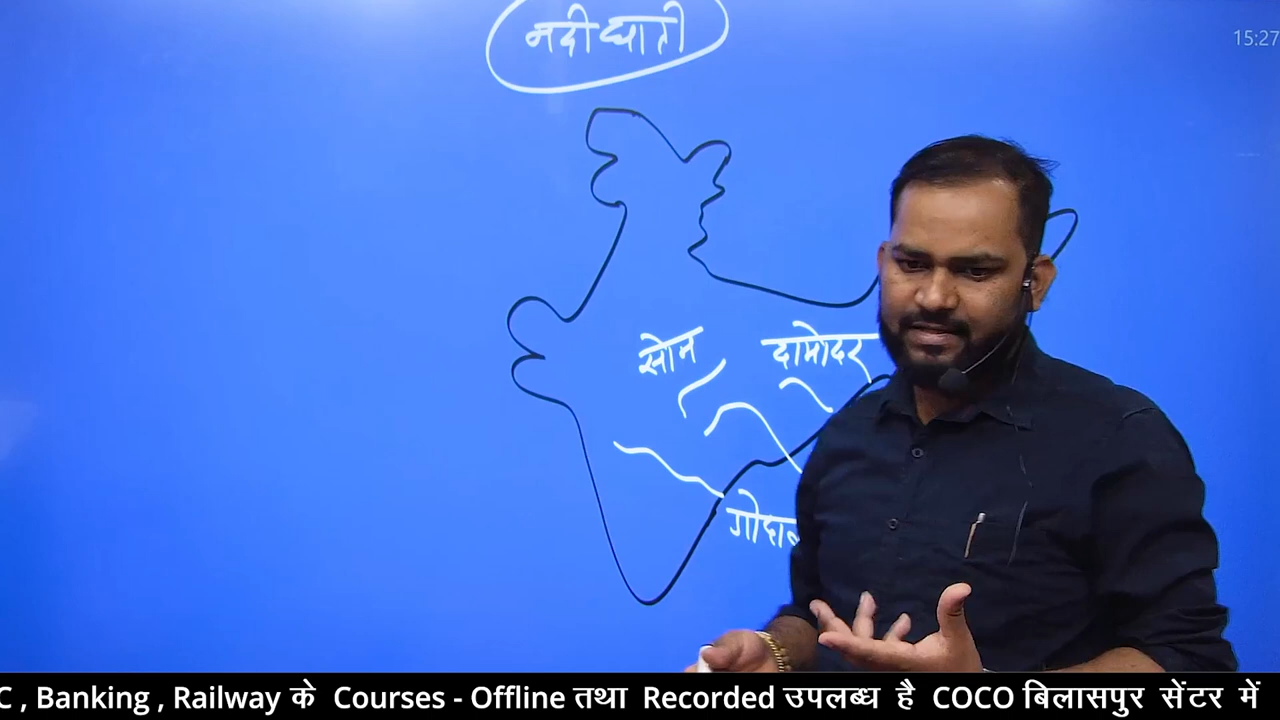 नदी घाटी
15:27
सोन
दामोदर
गोदाव
C , Banking , Railway के Courses - Offline तथा Recorded उपलब्ध है COCO बिलासपुर सेंटर में